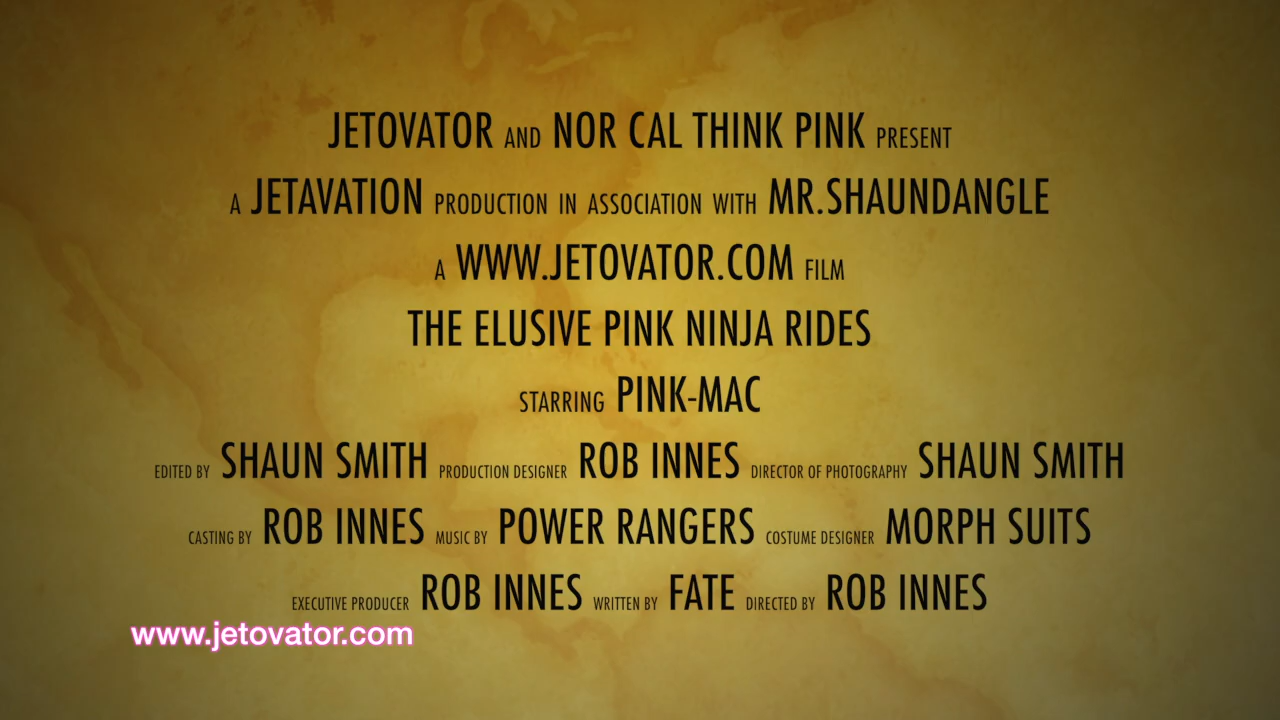 JETOVATOR AND NOR CAL THINK PINK PRESENT
A JETAVATION PRODUCTION IN ASSOCIATION WITH MR.SHAUNDANGLE
A WWW.JETOVATOR.COM FILM
THE ELUSIVE PINK NINJA RIDES
STARRING PINK-MAC
EDITED BY SHAUN SMITH PRODUCTION DESIGNER ROB INNES DIRECTOR OF PHOTOGRAPHY SHAUN SMITH
CASTING BY ROB INNES MUSIC BY POWER RANGERS COSTUME DESIGNER MORPH SUITS
EXECUTIVE PRODUCER ROB INNES WRITTEN BY FATE DIRECTED BY ROB INNES
www.jetovator.com